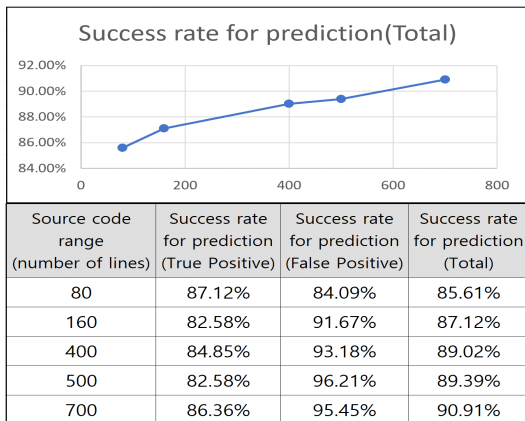 Success rate for prediction(Total)
92.00%
90.00%
88.00%
86.00%
84.00%
0 200 400 600 800
Source code range (number of lines) Success rate for prediction (True Positive) Success rate for prediction (False Positive) Success rate for prediction (Total)
80 87.12% 84.09% 85.61%
160 82.58% 91.67% 87.12%
400 84.85% 93.18% 89.02%
500 82.58% 96.21% 89.39%
700 86.36% 95.45% 90.91%